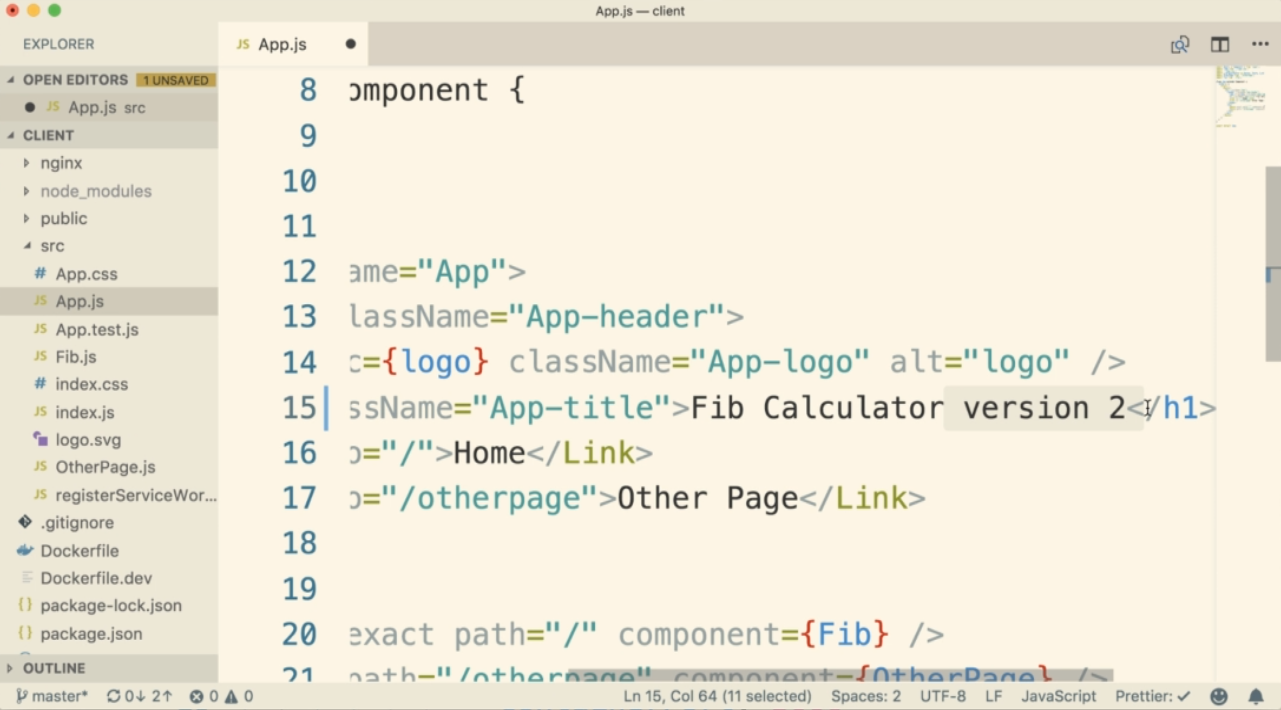 App.js — client
EXPLORER
OPEN EDITORS 1 UNSAVED
App.js src
CLIENT
nginx
node_modules
public
src
# App.css
JS App.js
JS App.test.js
JS Fib.js
# index.css
JS index.js
logo.svg
JS OtherPage.js
JS registerServiceWor...
.gitignore
Dockerfile
Dockerfile.dev
{} package-lock.json
{} package.json
OUTLINE
JS App.js
8 omponent {
9
10
11
12 ame="App">
13 lassName="App-header">
14 c={logo} className="App-logo" alt="logo" />
15 ssName="App-title">Fib Calculator version 2</h1>
16 o="/">Home</Link>
17 o="/otherpage">Other Page</Link>
18
19
20 exact path="/" component={Fib} />
21 path="/otherpage" component={OtherPage} />
master* 0↓ 2↑ 0 0 Ln 15, Col 64 (11 selected) Spaces: 2 UTF-8 LF JavaScript Prettier: ✓